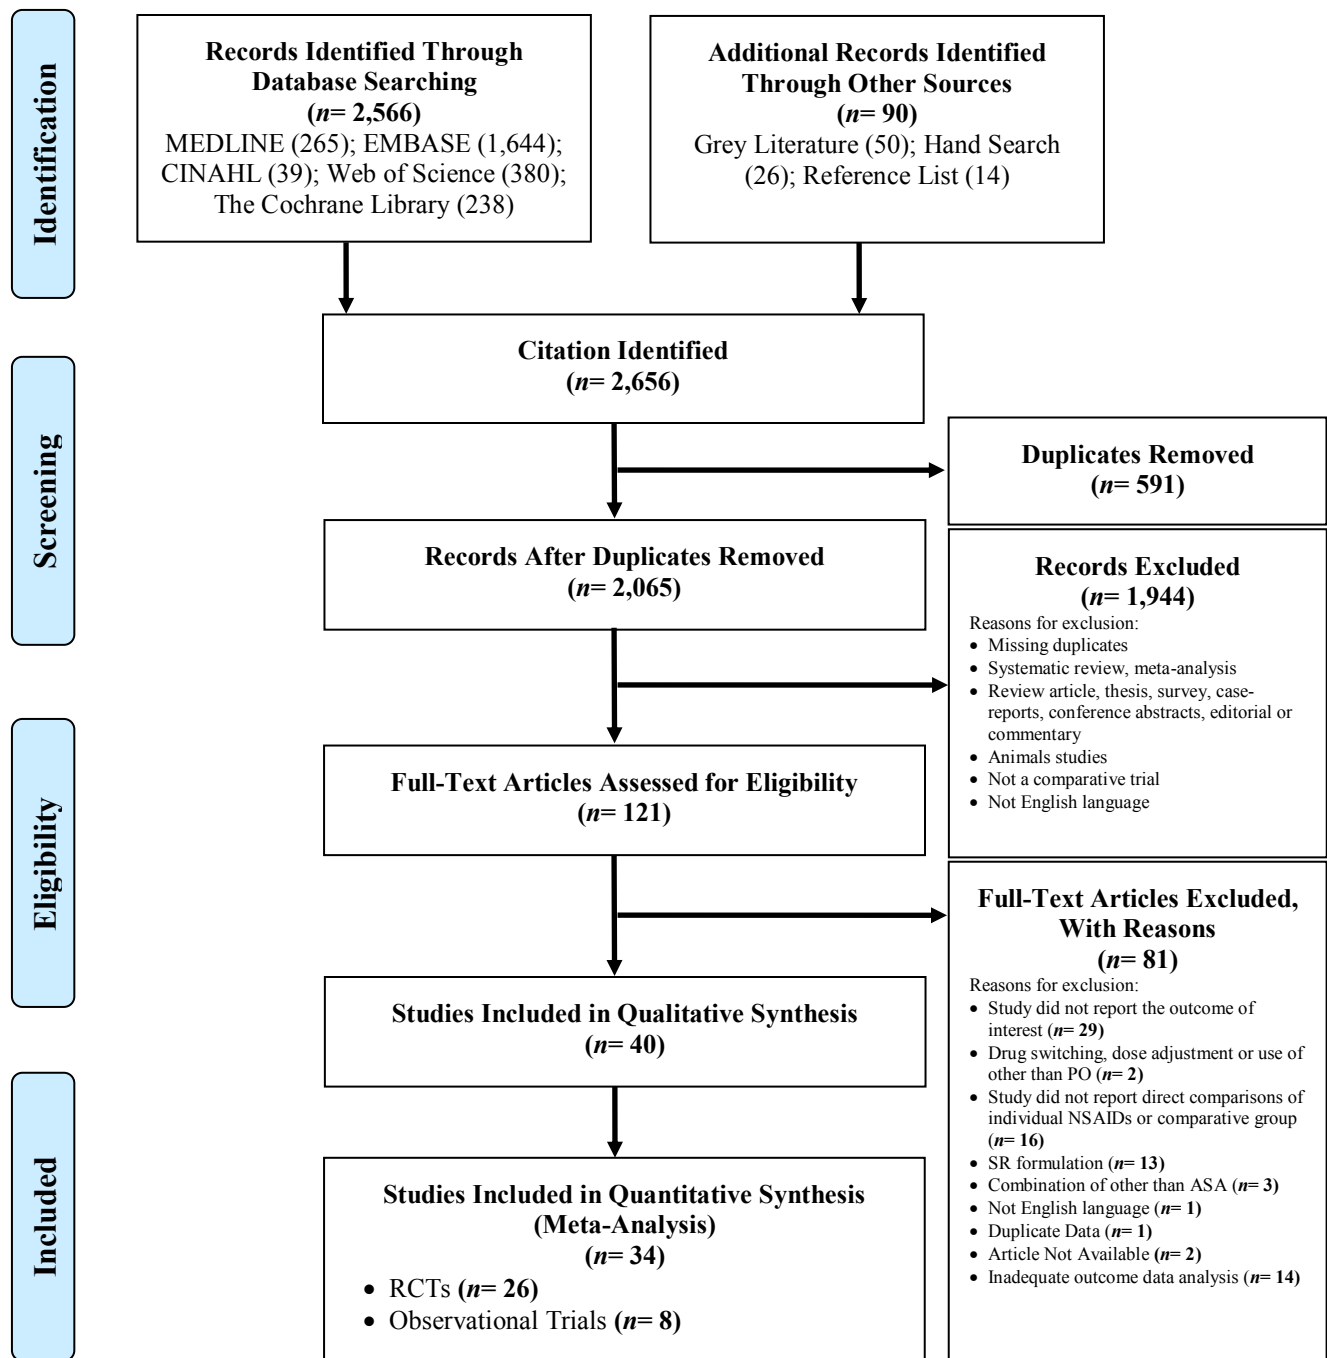 Identification
Records Identified Through
Database Searching
(n= 2,566)
MEDLINE (265); EMBASE (1,644);
CINAHL (39); Web of Science (380);
The Cochrane Library (238)
Additional Records Identified
Through Other Sources
(n= 90)
Grey Literature (50); Hand Search
(26); Reference List (14)
Citation Identified
(n= 2,656)
Screening
Duplicates Removed
(n= 591)
Records After Duplicates Removed
(n= 2,065)
Records Excluded
(n= 1,944)
Reasons for exclusion:
• Missing duplicates
• Systematic review, meta-analysis
• Review article, thesis, survey, case-
reports, conference abstracts, editorial or
commentary
• Animals studies
• Not a comparative trial
• Not English language
Eligibility
Full-Text Articles Assessed for Eligibility
(n= 121)
Full-Text Articles Excluded,
With Reasons
(n= 81)
Reasons for exclusion:
• Study did not report the outcome of
interest (n= 29)
• Drug switching, dose adjustment or use of
other than PO (n= 2)
• Study did not report direct comparisons of
individual NSAIDs or comparative group
(n= 16)
• SR formulation (n= 13)
• Combination of other than ASA (n= 3)
• Not English language (n= 1)
• Duplicate Data (n= 1)
• Article Not Available (n= 2)
• Inadequate outcome data analysis (n= 14)
Studies Included in Qualitative Synthesis
(n= 40)
Included
Studies Included in Quantitative Synthesis
(Meta-Analysis)
(n= 34)
• RCTs (n= 26)
• Observational Trials (n= 8)